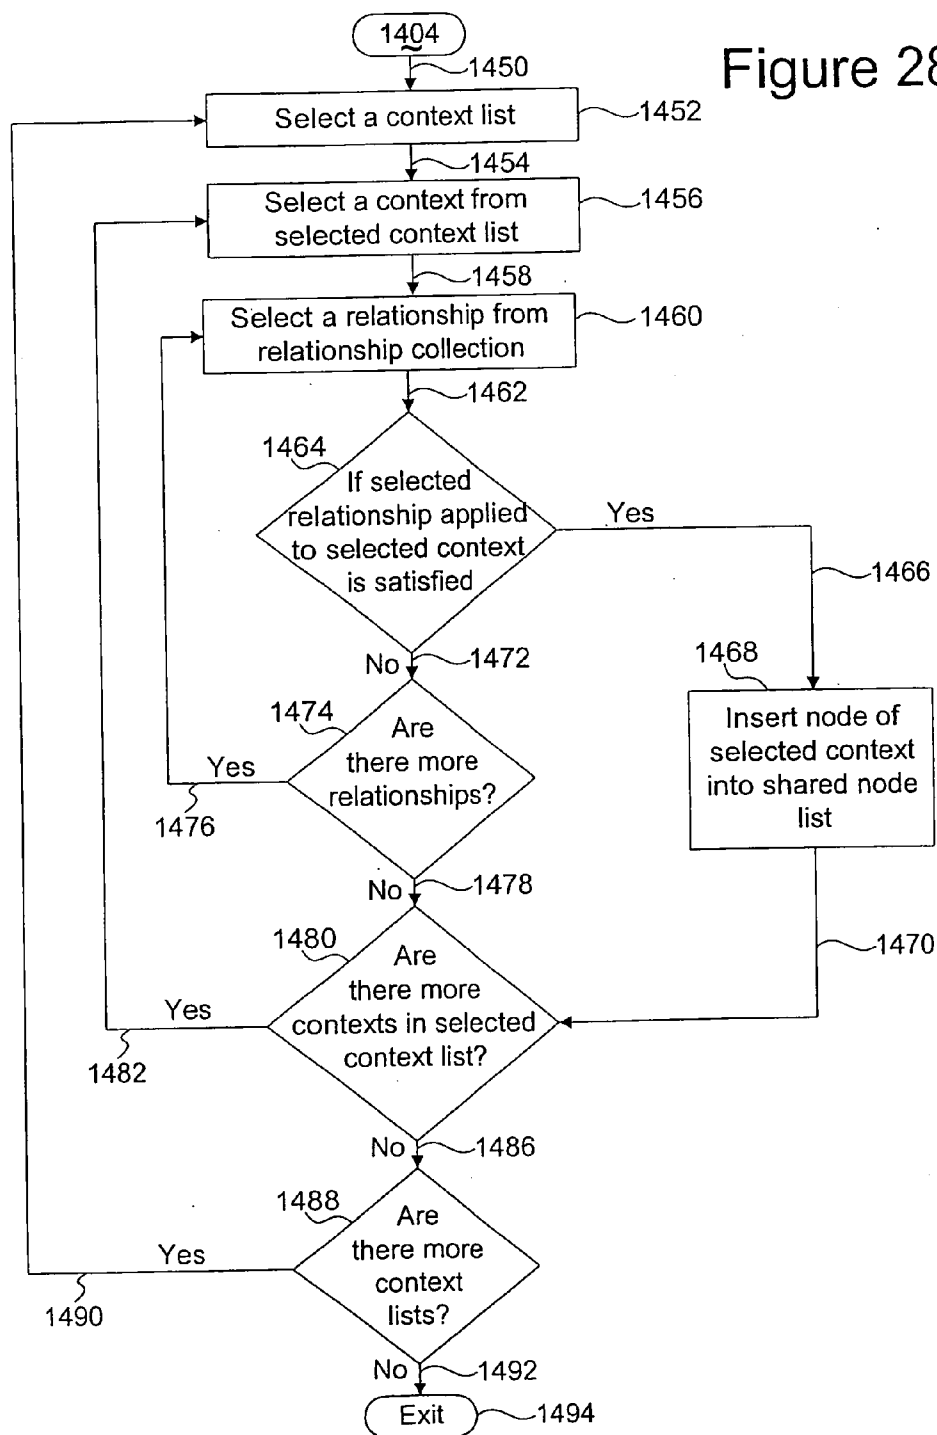 1404
Figure 28
1450
Select a context list
1452
1454
Select a context from
selected context list
1456
1458
Select a relationship from
relationship collection
1460
1462
1464
If selected
relationship applied
to selected context
is satisfied
Yes
1466
No
1472
1468
Insert node of
selected context
into shared node
list
1474
Are
there more
relationships?
Yes
1476
No
1478
1470
1480
Are
there more
contexts in selected
context list?
Yes
1482
No
1486
1488
Are
there more
context
lists?
Yes
1490
No
1492
Exit
1494